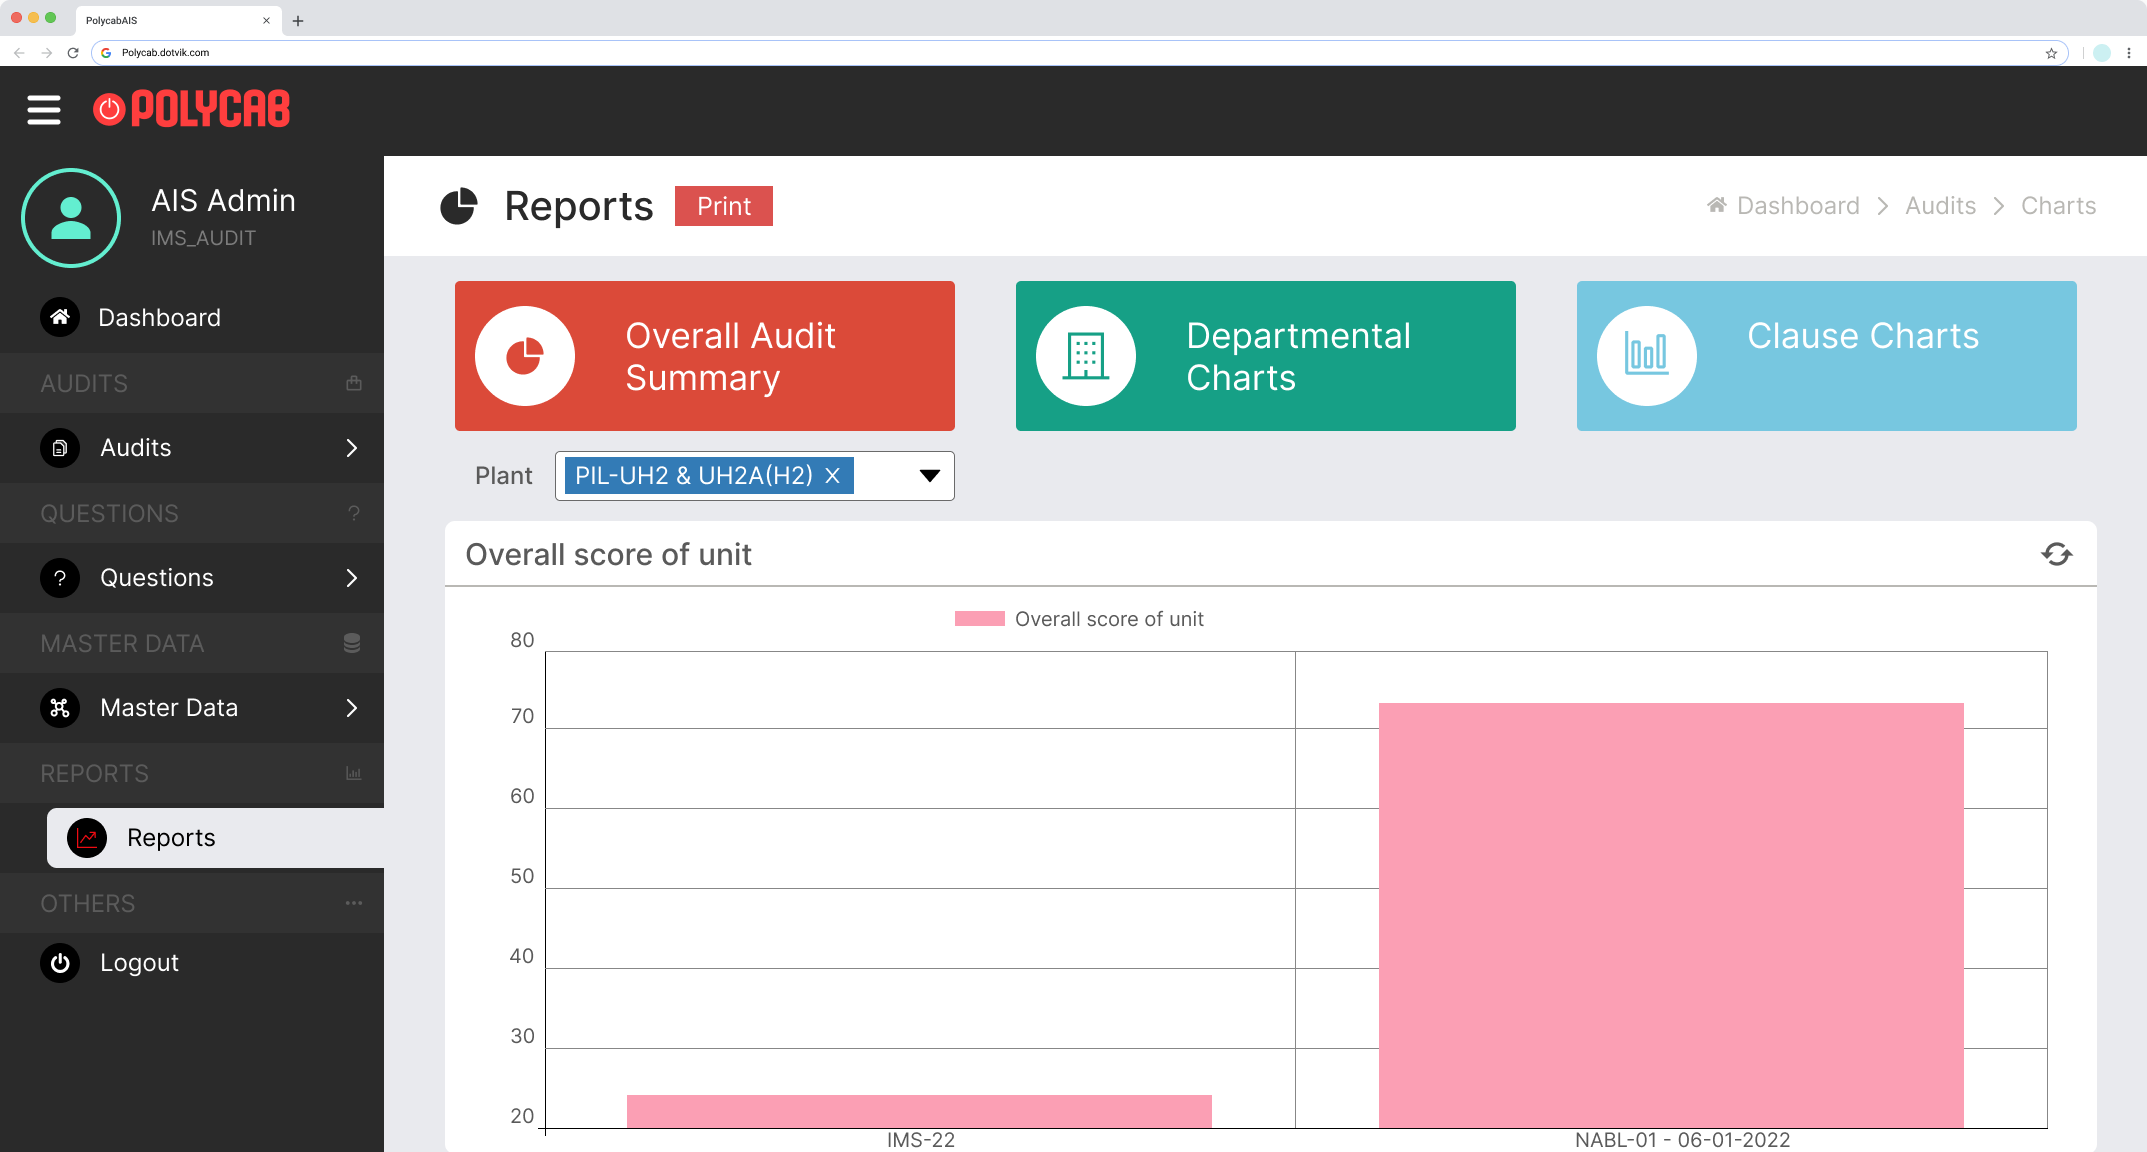 PolycabAIS
Polycab.dotvik.com
POLYCAB
AIS Admin
IMS_AUDIT
Dashboard
AUDITS
Audits
QUESTIONS
?
?
Questions
MASTER DATA
Master Data
REPORTS
Reports
OTHERS
Logout
Reports
Print
Dashboard > Audits > Charts
Overall Audit
Summary
Departmental
Charts
Clause Charts
Plant
PIL-UH2 & UH2A(H2) X
Overall score of unit
Overall score of unit
80
70
60
50
40
30
20
IMS-22
NABL-01 - 06-01-2022